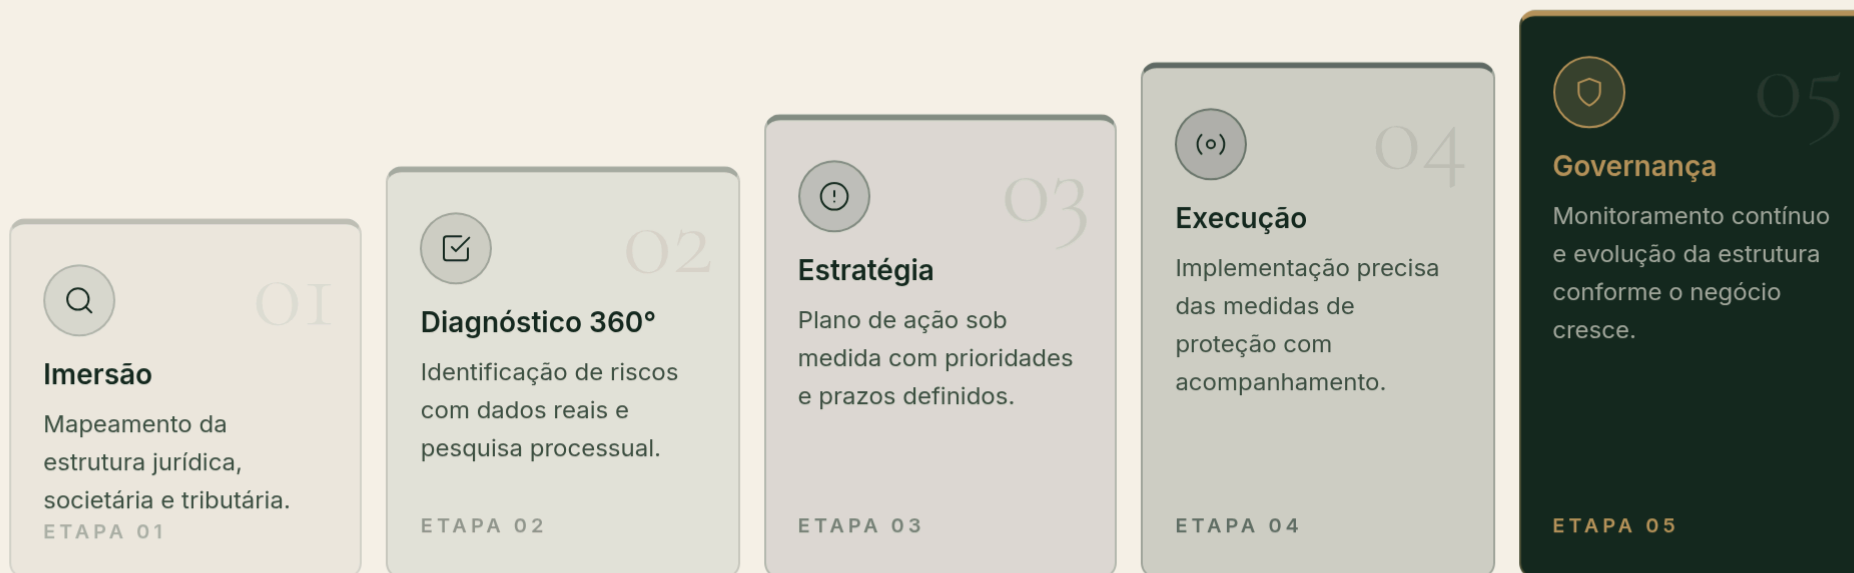 01
Imersão
Mapeamento da
estrutura jurídica,
societária e tributária.
ETAPA 01
02
Diagnóstico 360°
Identificação de riscos
com dados reais e
pesquisa processual.
ETAPA 02
03
Estratégia
Plano de ação sob
medida com prioridades
e prazos definidos.
ETAPA 03
04
Execução
Implementação precisa
das medidas de
proteção com
acompanhamento.
ETAPA 04
05
Governança
Monitoramento contínuo
e evolução da estrutura
conforme o negócio
cresce.
ETAPA 05